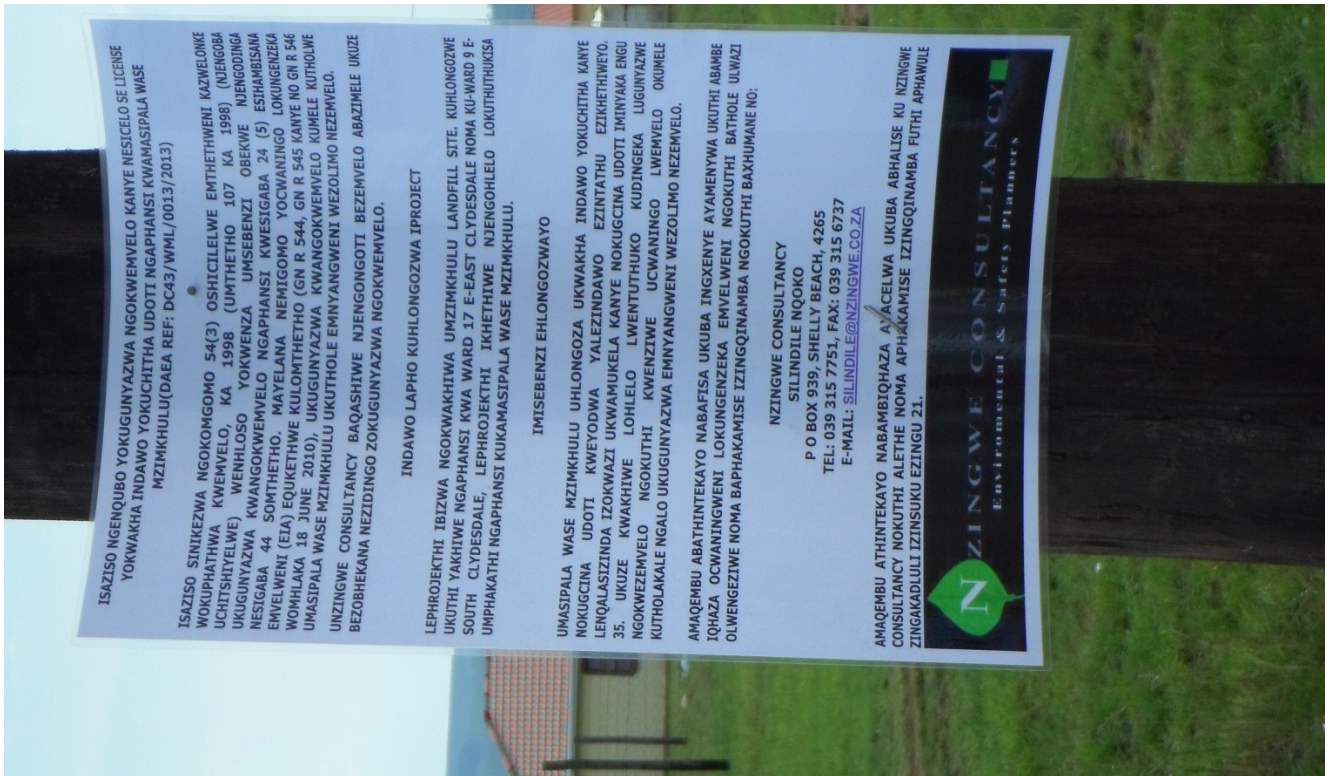 ISAZISO NGENQUBO YOKUGUNYAZWA NGOKWEMVELO KANYE NESICELO SE LICENSE
YOKWAKHA INDAWO YOKUCHITHA UDOTI NGAPHANSI KWAMASIPALA WASE
MZIMKHULU(DAEA REF: DC43/WML/0013/2013)
ISAZISO SINIKEZWA NGOKOMGOMO 54(3) OSHICILELWE EMTHETHWENI KAZWELONKE
WOKUPHATHWA KWEMVELO, KA 1998 (UMTHETHO 107 KA 1998) (NJENGOBA
UCHITSHIYELWE) WENHLOSO YOKWENZA UMSEBENZI OBEKWE NJENGODINGA
UKUGUNYAZWA KWANGOKWEMVELO NGAPHANSI KWESIGABA 24 (5) ESIHAMBISANA
NESIGABA 44 SOMTHETHO. MAYELANA NEMIGOMO YOCWANINGO LOKUNGENZEKA
EMVELWENI (EIA) EQUKETHWE KULOMTHETHO (GN R 544, GN R 545 KANYE NO GN R 546
WOMHLAKA 18 JUNE 2010), UKUGUNYAZWA KWANGOKWEMVELO KUMELE KUTHOLWE
UMASIPALA WASE MZIMKHULU UKUTHOLE EMNYANGWENI WEZOLIMO NEZEMVELO.
UNZINGWE CONSULTANCY BAQASHIWE NJENGONGOTI BEZEMVELO ABAZIMELE UKUZE
BEZOBHEKANA NEZIDINGO ZOKUGUNYAZWA NGOKWEMVELO.
INDAWO LAPHO KUHLONGOZWA IPROJECT
LEPHROJEKTHI IBIZWA NGOKWAKHIWA UMZIMKHULU LANDFILL SITE. KUHLONGOZWE
UKUTHI YAKHIWE NGAPHANSI KWA WARD 17 E-EAST CLYDESDALE NOMA KU-WARD 9 E-
SOUTH CLYDESDALE, LEPHROJEKTHI IKHETHIWE NJENGOHLELO LOKUTHUTHUKISA
UMPHAKATHI NGAPHANSI KUKAMASIPALA WASE MZIMKHULU.
IMISEBENZI EHLONGOZWAYO
UMASIPALA WASE MZIMKHULU UHLONGOZA UKWAKHA INDAWO YOKUCHITHA KANYE
NOKUGCINA UDOTI KWEYODWA YALEZINDAWO EZINTATHU EZIKHETHIWEYO.
LENQALASIZINDA IZOKWAZI UKWAMUKELA KANYE NOKUGCINA UDOTI IMINYAKA ENGU
35. UKUZE KWAKHIWE LOHLELO LWENTUTHUKO KUDINGEKA LUGUNYAZWE
NGOKWEZEMVELO NGOKUTHI KWENZIWE UCWANINGO LWEMVELO OKUMELE
KUTHOLAKALE NGALO UKUGUNYAZWA EMNYANGWENI WEZOLIMO NEZEMVELO.
AMAQEMBU ABATHINTEKAYO NABAFISA UKUBA INGXENYE AYAMENYWA UKUTHI ABAMBE
IQHAZA OCWANINGWENI LOKUNGENZEKA EMVELWENI NGOKUTHI BATHOLE ULWAZI
OLWENGEZIWE NOMA BAPHAKAMISE IZINGQINAMBA NGOKUTHI BAXHUMANE NO:
NZINGWE CONSULTANCY
SILINDILE NQOKO
P O BOX 939, SHELLY BEACH, 4265
TEL: 039 315 7751, FAX: 039 315 6737
E-MAIL: SILINDILE@NZINGWE.CO.ZA
AMAQEMBU ATHINTEKAYO NABAMBIQHAZA AYACELWA UKUBA ABHALISE KU NZINGWE
CONSULTANCY NOKUTHI ALETHE NOMA APHAKAMISE IZINGQINAMBA FUTHI APHAWULE
ZINGAKADLULI IZINSUKU EZINGU 21.
N ZINGWE CONSULTANCY
Enviromental & Safety Planners